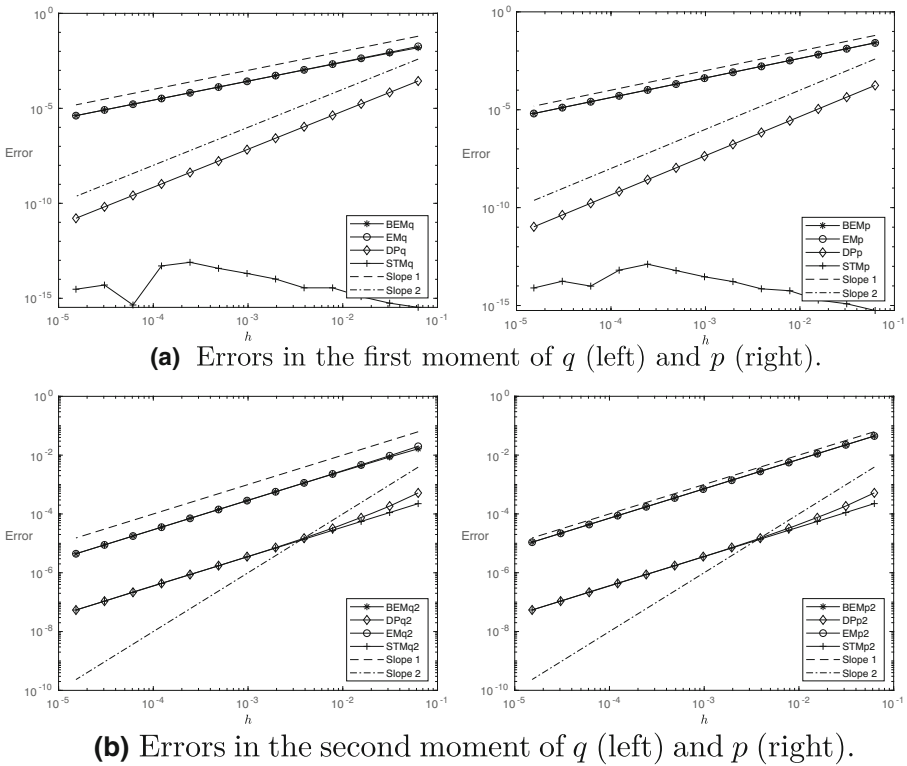 10^0
10^-5
Error
10^-10
10^-15
10^-5 10^-4 10^-3 10^-2 10^-1
h
BEMq
EMq
DPq
STMq
Slope 1
Slope 2
10^0
10^-5
Error
10^-10
10^-15
10^-5 10^-4 10^-3 10^-2 10^-1
h
BEMp
EMp
DPp
STMp
Slope 1
Slope 2
(a) Errors in the first moment of q (left) and p (right).
10^0
10^-2
10^-4
Error
10^-6
10^-8
10^-10
10^-5 10^-4 10^-3 10^-2 10^-1
h
BEMq2
DPq2
EMq2
STMq2
Slope 1
Slope 2
10^0
10^-2
10^-4
Error
10^-6
10^-8
10^-10
10^-5 10^-4 10^-3 10^-2 10^-1
h
BEMp2
DPp2
EMp2
STMp2
Slope 1
Slope 2
(b) Errors in the second moment of q (left) and p (right).